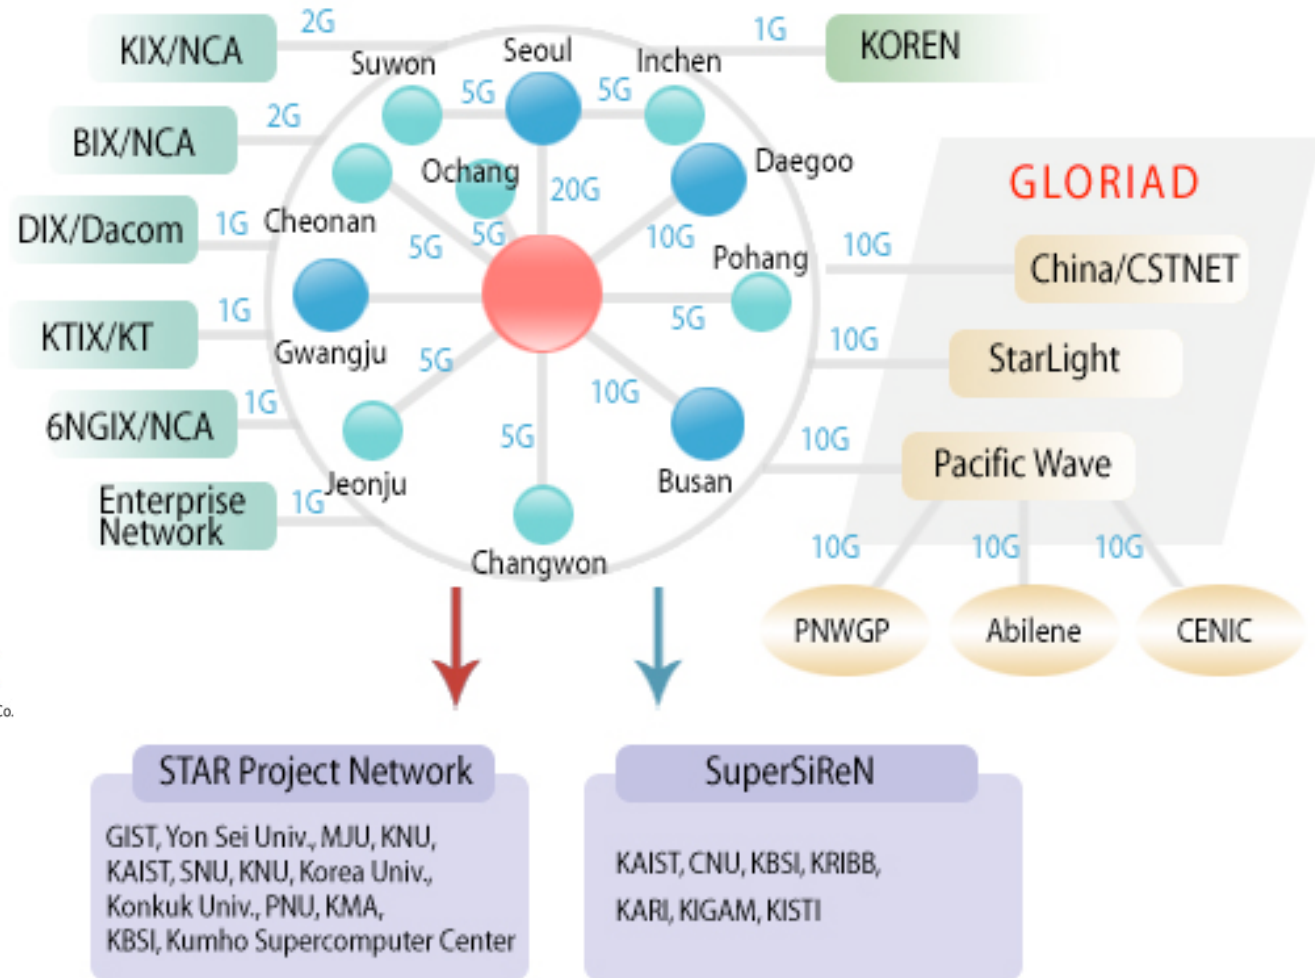 KIX/NCA
2G
BIX/NCA
2G
DIX/Dacom
1G
KTIX/KT
1G
6NGIX/NCA
1G
Enterprise
Network
1G
Suwon
Seoul
Inchen
5G
5G
Ochang
Cheonan
20G
Daegoo
5G
5G
10G
Pohang
5G
Gwangju
5G
10G
5G
Jeonju
Busan
Changwon
1G
KOREN
GLORIAD
10G
China/CSTNET
10G
StarLight
10G
Pacific Wave
10G
10G
10G
PNWGP
Abilene
CENIC
Co.
STAR Project Network
GIST, Yon Sei Univ., MJU, KNU,
KAIST, SNU, KNU, Korea Univ.,
Konkuk Univ., PNU, KMA,
KBSI, Kumho Supercomputer Center
SuperSiReN
KAIST, CNU, KBSI, KRIBB,
KARI, KIGAM, KISTI